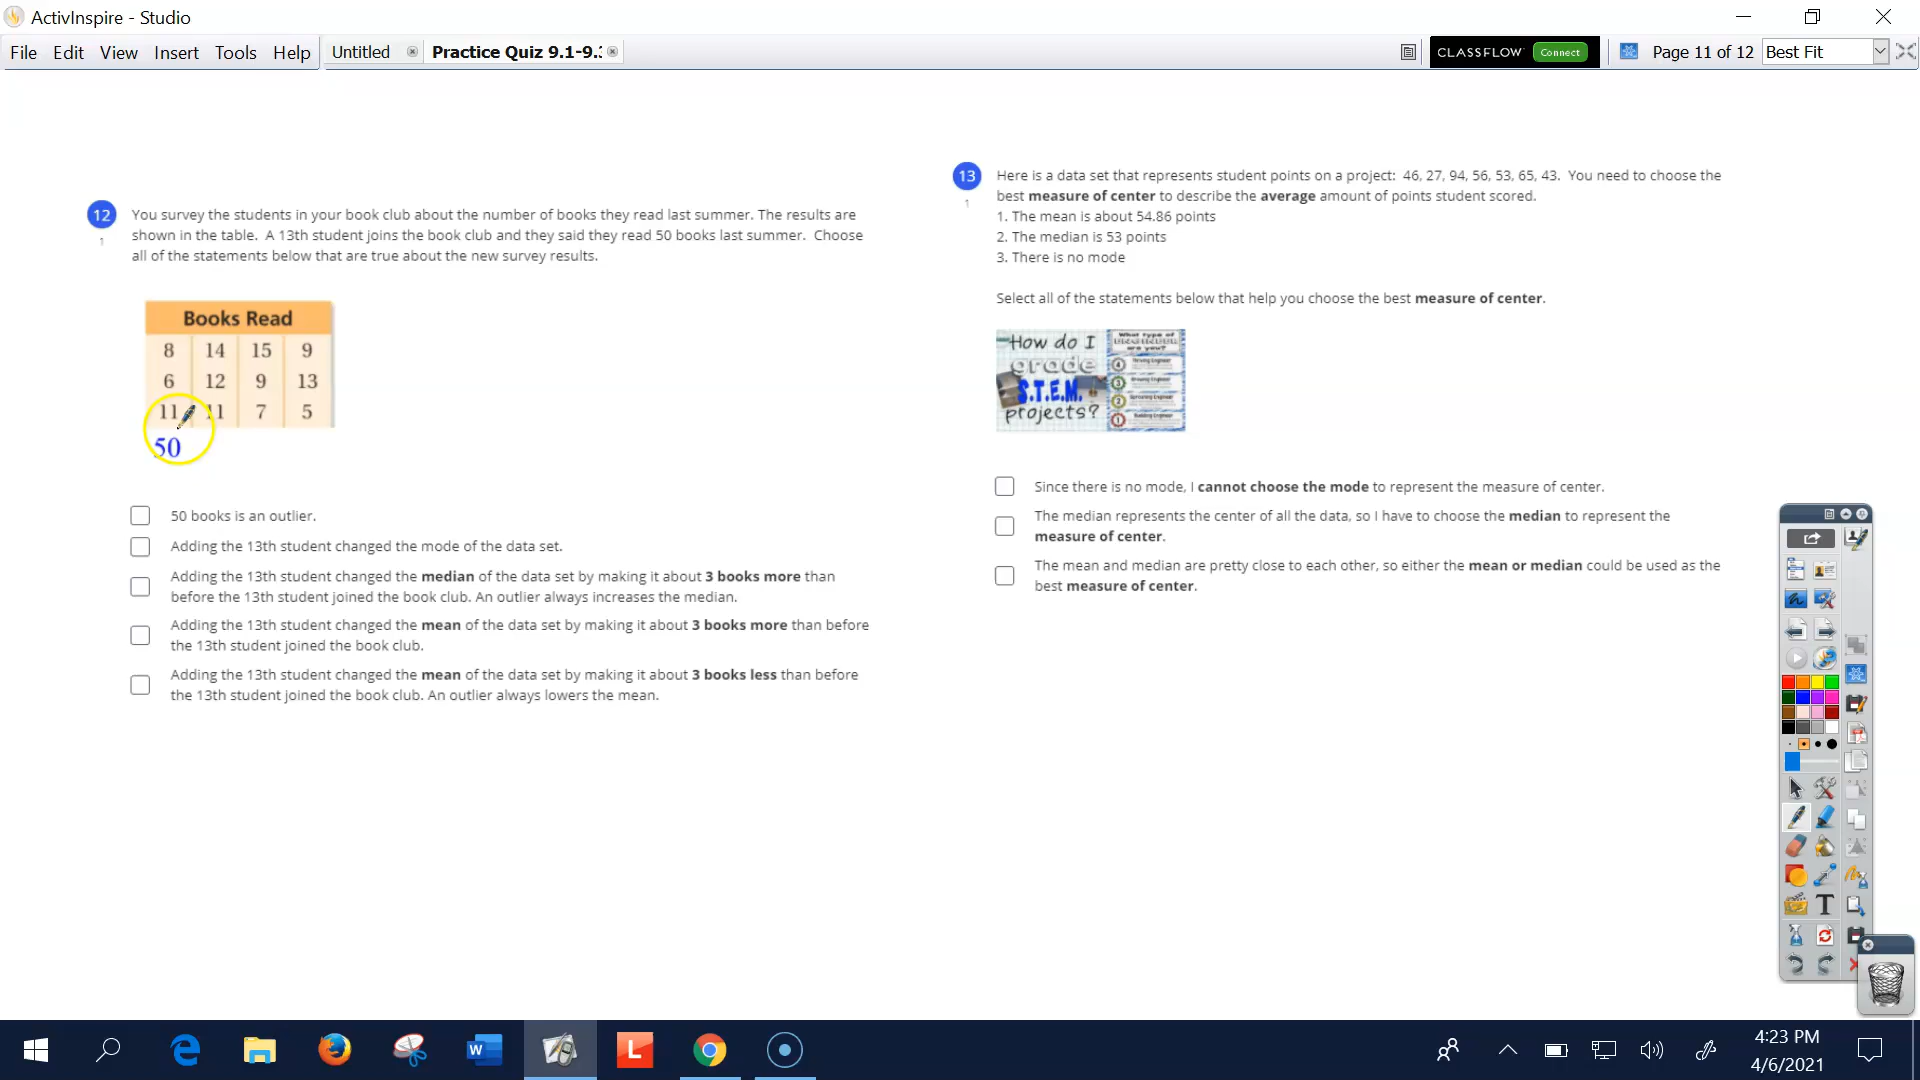 ActivInspire - Studio
File Edit View Insert Tools Help
Untitled
Practice Quiz 9.1-9.:
CLASSFLOW Connect
Page 11 of 12
Best Fit
12
1
You survey the students in your book club about the number of books they read last summer. The results are
shown in the table. A 13th student joins the book club and they said they read 50 books last summer. Choose
all of the statements below that are true about the new survey results.
Books Read
8 14 15 9
6 12 9 13
11 11 7 5
50
50 books is an outlier.
Adding the 13th student changed the mode of the data set.
Adding the 13th student changed the median of the data set by making it about 3 books more than
before the 13th student joined the book club. An outlier always increases the median.
Adding the 13th student changed the mean of the data set by making it about 3 books more than before
the 13th student joined the book club.
Adding the 13th student changed the mean of the data set by making it about 3 books less than before
the 13th student joined the book club. An outlier always lowers the mean.
13
1
Here is a data set that represents student points on a project: 46, 27, 94, 56, 53, 65, 43. You need to choose the
best measure of center to describe the average amount of points student scored.
1. The mean is about 54.86 points
2. The median is 53 points
3. There is no mode
Select all of the statements below that help you choose the best measure of center.
How do I
grade
S.T.E.M.
projects?
What type of
are you?
4
3
2
1
Since there is no mode, I cannot choose the mode to represent the measure of center.
The median represents the center of all the data, so I have to choose the median to represent the
measure of center.
The mean and median are pretty close to each other, so either the mean or median could be used as the
best measure of center.
T
W
L
4:23 PM
4/6/2021